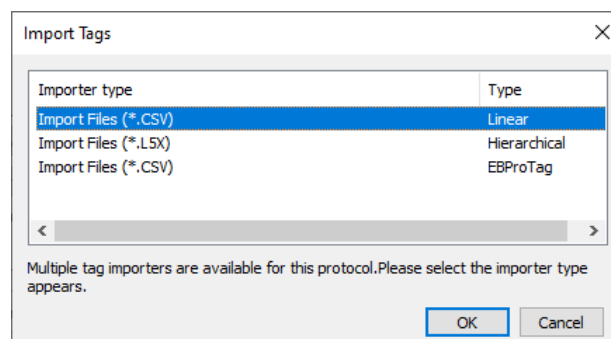 Import Tags
Importer type Type
Import Files (*.CSV) Linear
Import Files (*.L5X) Hierarchical
Import Files (*.CSV) EBProTag
Multiple tag importers are available for this protocol.Please select the importer type
appears.
OK Cancel